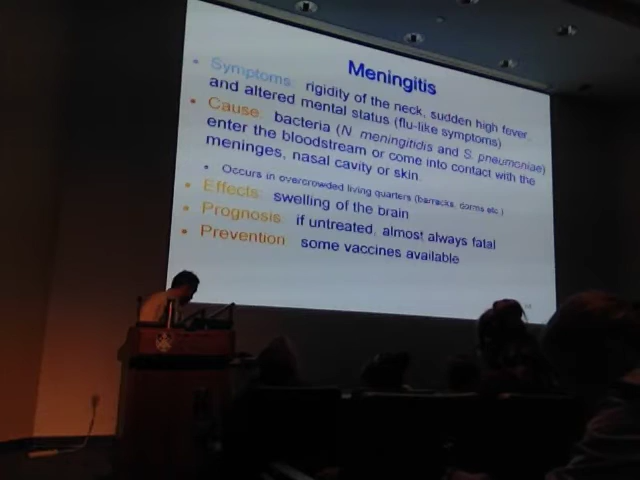 Meningitis
• Symptoms: rigidity of the neck, sudden high fever,
and altered mental status (flu-like symptoms)
• Cause: bacteria (N. meningitidis and S. pneumoniae)
enter the bloodstream or come into contact with the
meninges, nasal cavity or skin.
• Occurs in overcrowded living quarters (barracks, dorms etc.)
• Effects: swelling of the brain
• Prognosis: if untreated, almost always fatal
• Prevention: some vaccines available